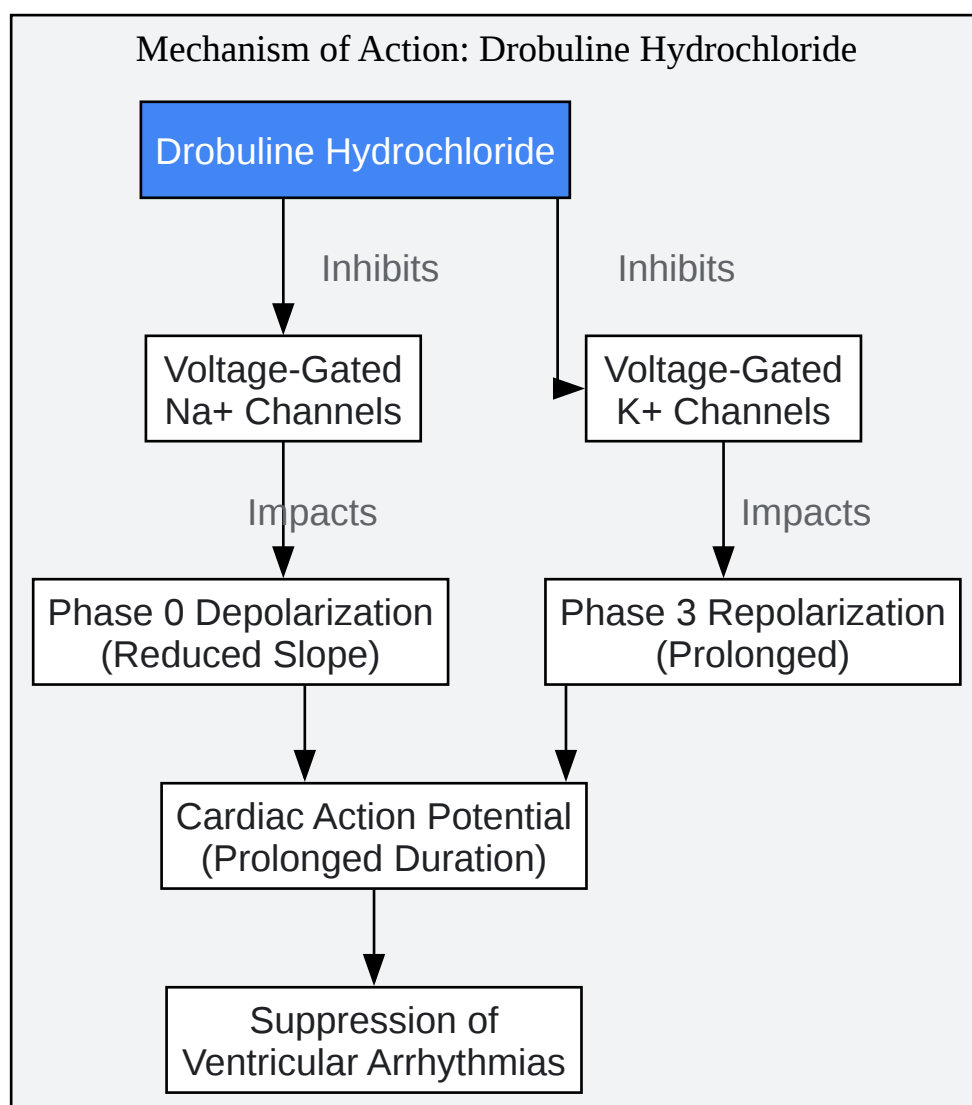 Mechanism of Action: Drobuline Hydrochloride
Drobuline Hydrochloride
Inhibits
Inhibits
Voltage-Gated
Na+ Channels
Voltage-Gated
K+ Channels
Impacts
Impacts
Phase 0 Depolarization
(Reduced Slope)
Phase 3 Repolarization
(Prolonged)
Cardiac Action Potential
(Prolonged Duration)
Suppression of
Ventricular Arrhythmias